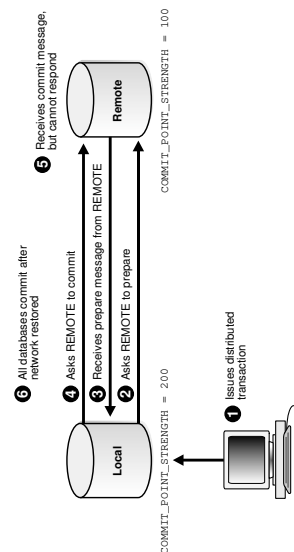 6 All databases commit after
network restored
5 Receives commit message,
but cannot respond
4 Asks REMOTE to commit
3 Receives prepare message from REMOTE
2 Asks REMOTE to prepare
Local
Remote
COMMIT_POINT_STRENGTH = 200
COMMIT_POINT_STRENGTH = 100
1 Issues distributed
transaction